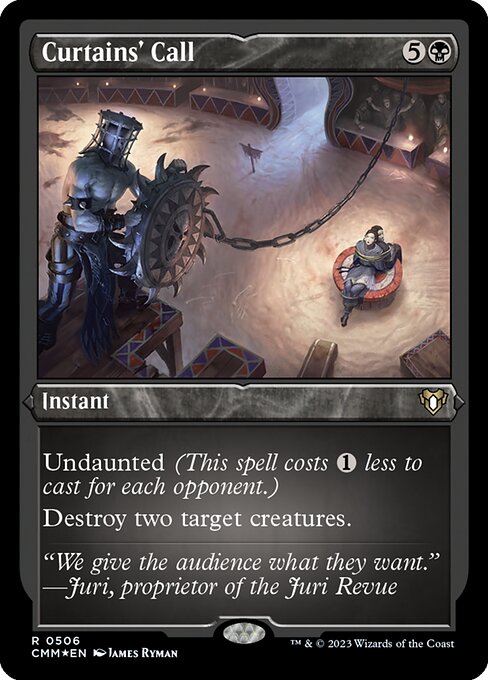 Curtains' Call 5
Instant
Undaunted (This spell costs 1 less to
cast for each opponent.)
Destroy two target creatures.
“We give the audience what they want.”
—Juri, proprietor of the Juri Revue
R 0506
CMM★EN James Ryman
™ & © 2023 Wizards of the Coast